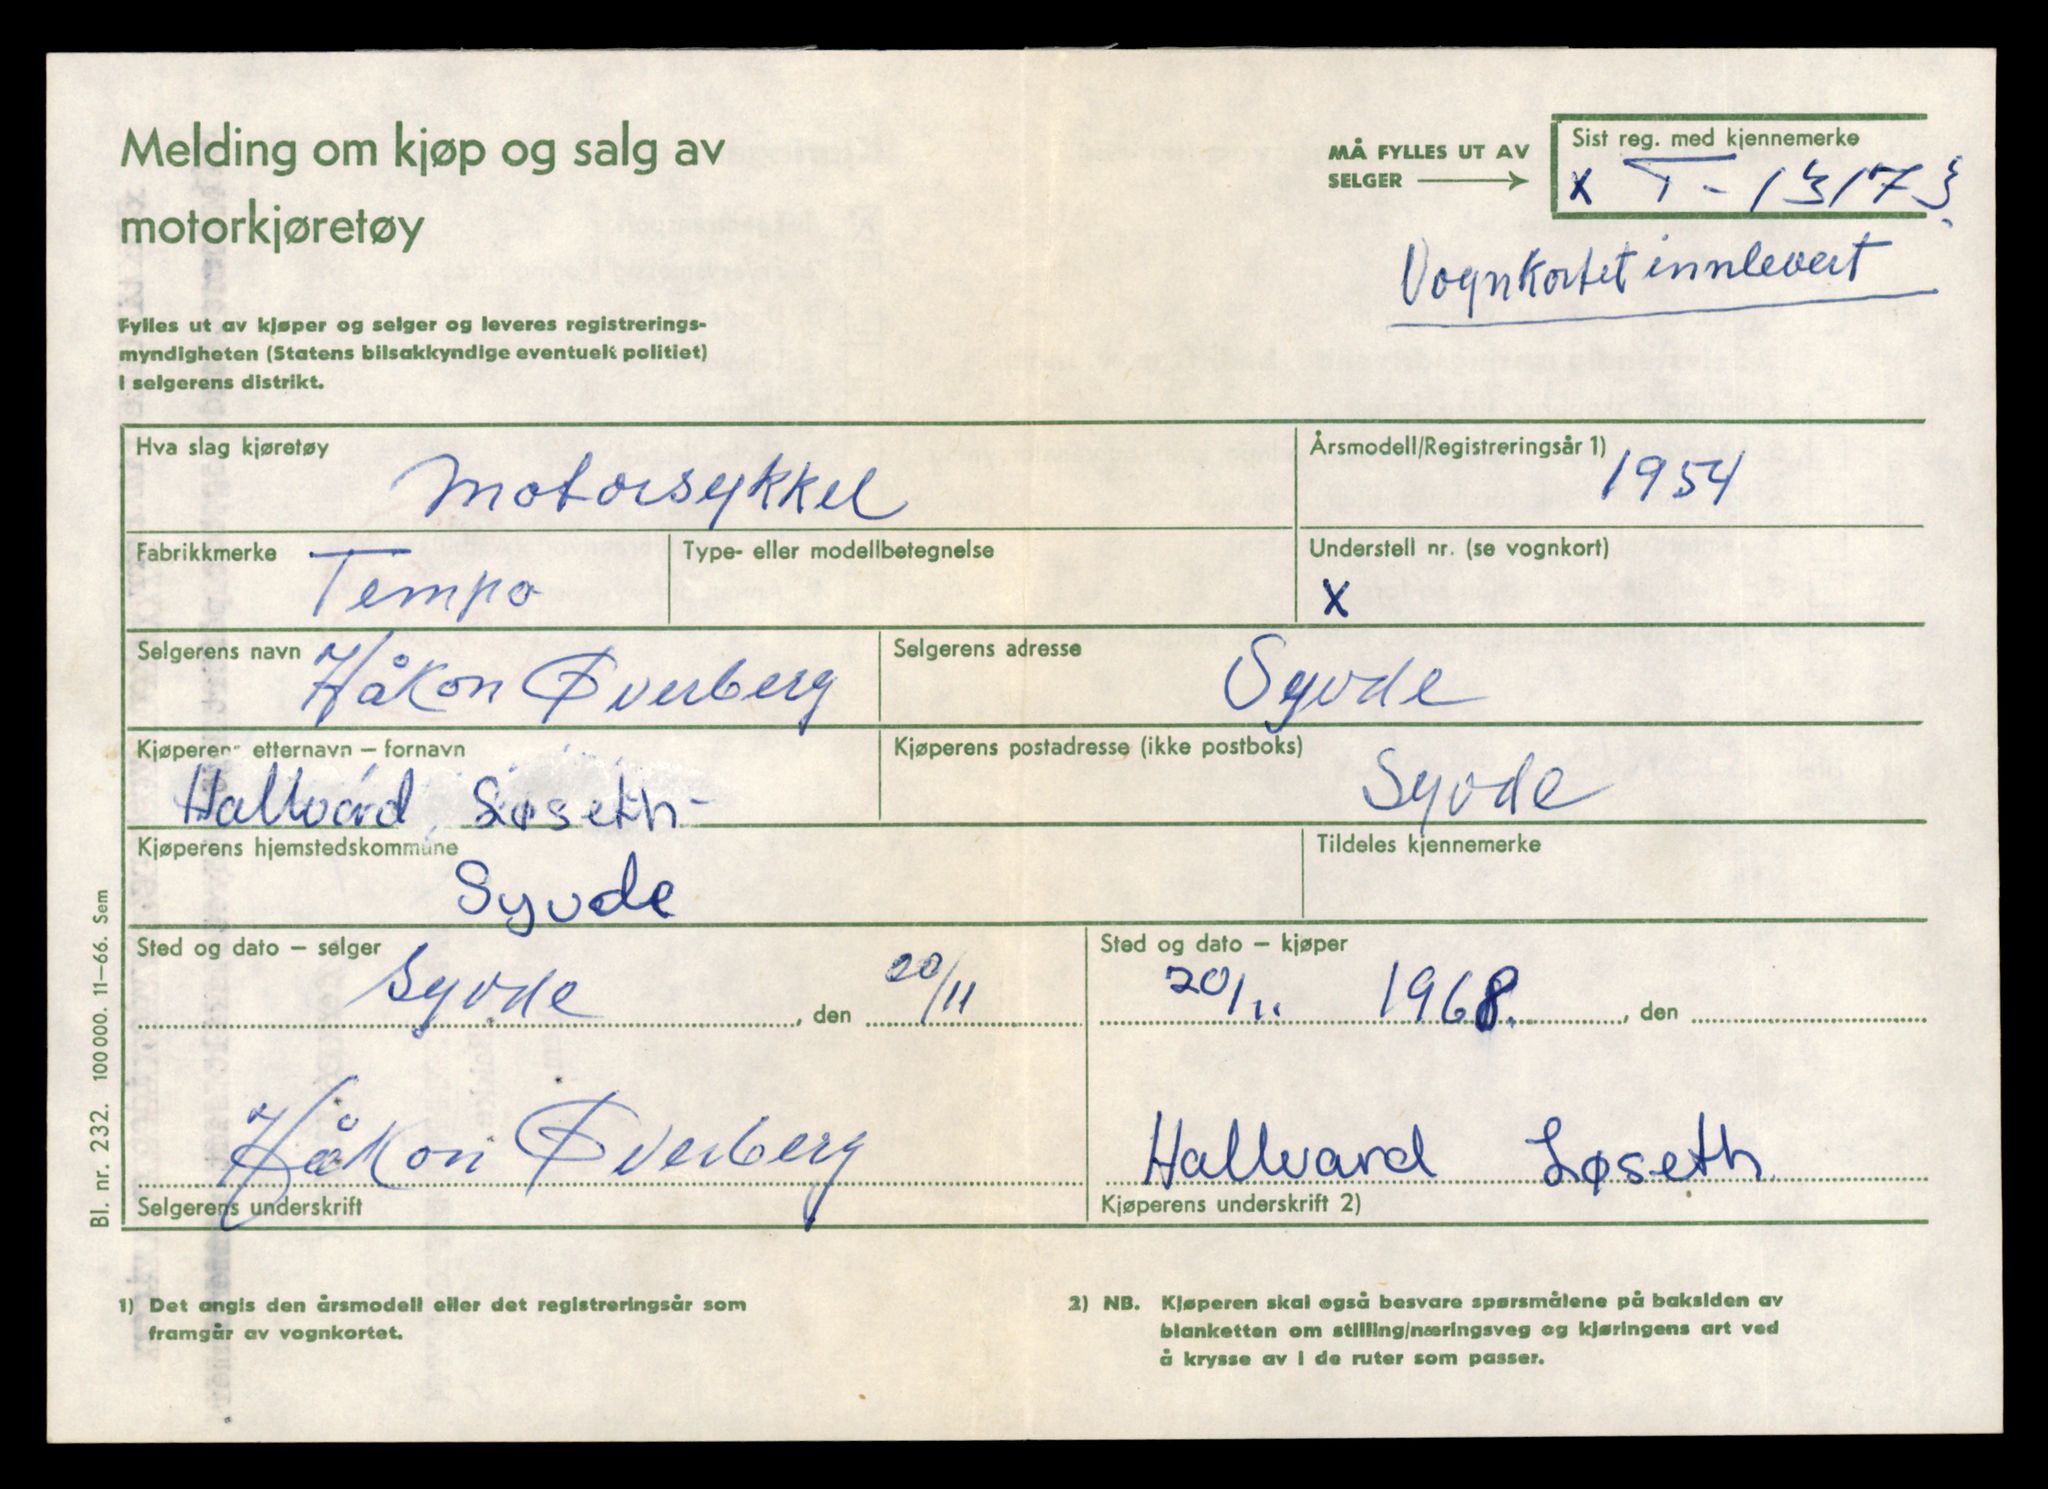 Melding om kjøp og salg av
motorkjøretøy
MÅ FYLLES UT AV
SELGER
Sist reg. med kjennemerke
x T-13173
Vognkortet innlevert
Fylles ut av kjøper og selger og leveres registrerings-
myndigheten (Statens bilsakkyndige eventuelt politiet)
i selgerens distrikt.
Hva slag kjøretøy
Motorsykkel
Årsmodell/Registreringsår 1)
1954
Fabrikkmerke
Tempo
Type- eller modellbetegnelse
Understell nr. (se vognkort)
x
Selgerens navn
Håkon Øverberg
Selgerens adresse
Syvde
Kjøperens etternavn – fornavn
Hallvard Løseth
Kjøperens postadresse (ikke postboks)
Syvde
Kjøperens hjemstedskommune
Syvde
Tildeles kjennemerke
Sted og dato – selger
Syvde, den 20/11
Sted og dato – kjøper
20/11. 1968., den
Håkon Øverberg
Selgerens underskrift
Hallvard Løseth
Kjøperens underskrift 2)
Bl. nr. 232. 100 000. 11–66. Sem
1) Det angis den årsmodell eller det registreringsår som
framgår av vognkortet.
2) NB. Kjøperen skal også besvare spørsmålene på baksiden av
blanketten om stilling/næringsveg og kjøringens art ved
å krysse av i de ruter som passer.